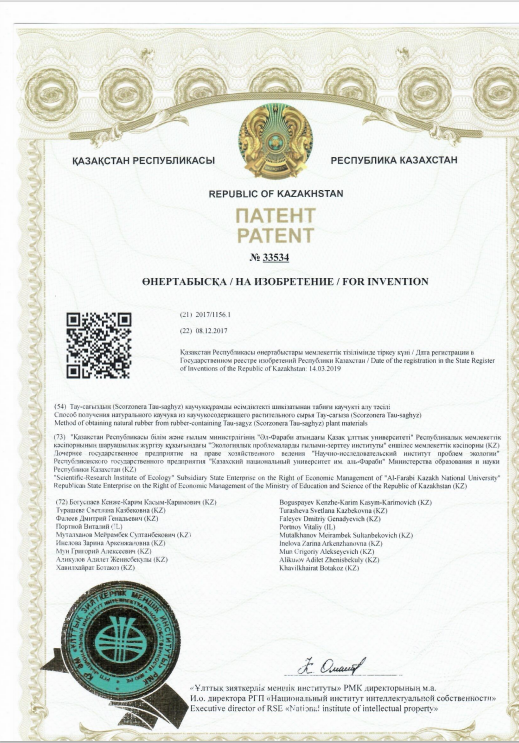 ҚАЗАҚСТАН РЕСПУБЛИКАСЫ
РЕСПУБЛИКА КАЗАХСТАН
REPUBLIC OF KAZAKHSTAN
ПАТЕНТ
PATENT
№ 33534
ӨНЕРТАБЫСҚА / НА ИЗОБРЕТЕНИЕ / FOR INVENTION
(21) 2017/1156.1
(22) 08.12.2017
Қазақстан Республикасы өнертабыстары мемлекеттік тізілімінде тіркеу күні / Дата регистрации в
Государственном реестре изобретений Республики Казахстан / Date of the registration in the State Register
of Inventions of the Republic of Kazakhstan: 14.03.2019
(54) Тау-сағыздың (Scorzonera Tau-saghyz) каучукқұрамды өсімдіктекті шикізатынан табиғи каучукті алу тәсілі
Способ получения натурального каучука из каучукосодержащего растительного сырья Тау-сагыза (Scorzonera Tau-saghyz)
Method of obtaining natural rubber from rubber-containing Tau-sagyz (Scorzonera Tau-saghyz) plant materials
(73) "Қазақстан Республикасы білім және ғылым министрлігінің "Әл-Фараби атындағы Қазақ ұлттық университеті" Республикалық мемлекеттік
кәсіпорнының шаруашылық жүргізу құқығындағы "Экологиялық проблемаларды ғылыми-зерттеу институты" еншілес мемлекеттік кәсіпорны (KZ)
Дочернее государственное предприятие на праве хозяйственного ведения "Научно-исследовательский институт проблем экологии"
Республиканского государственного предприятия "Казахский национальный университет им. аль-Фараби" Министерства образования и науки
Республики Казахстан (KZ)
"Scientific-Research Institute of Ecology" Subsidiary State Enterprise on the Right of Economic Management of "Al-Farabi Kazakh National University"
Republican State Enterprise on the Right of Economic Management of the Ministry of Education and Science of the Republic of Kazakhstan (KZ)
(72) Богуспаев Кенже-Карим Касым-Каримович (KZ)
Турашева Светлана Казбековна (KZ)
Фалеев Дмитрий Генадьевич (KZ)
Портной Виталий (IL)
Муталханов Мейрамбек Султанбекович (KZ)
Инелова Зарина Аркенжановна (KZ)
Мун Григорий Алексеевич (KZ)
Аликулов Адилет Женисбекулы (KZ)
Хавилхайрат Ботакоз (KZ)
Boguspayev Kenzhe-Karim Kasym-Karimovich (KZ)
Turasheva Svetlana Kazbekovna (KZ)
Faleyev Dmitriy Genadyevich (KZ)
Portnoy Vitaliy (IL)
Mutalkhanov Meirambek Sultanbekovich (KZ)
Inelova Zarina Arkenzhanovna (KZ)
Mun Grigoriy Alekseyevich (KZ)
Alikulov Adilet Zhenisbekuly (KZ)
Khavilkhairat Botakoz (KZ)
«Ұлттық зияткерлік меншік институты» РМК директорының м.а.
И.о. директора РГП «Национальный институт интеллектуальной собственности»
Executive director of RSE «National institute of intellectual property»